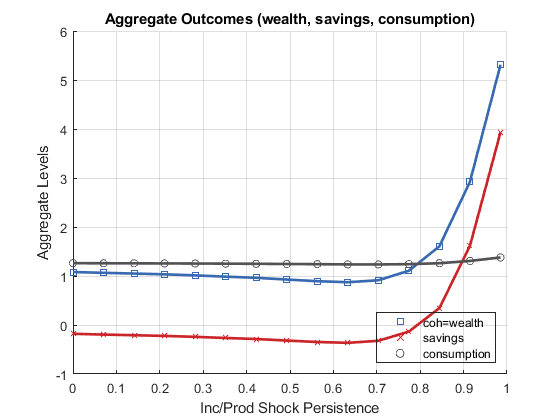 Aggregate Outcomes (wealth, savings, consumption)
6
5
4
3
2
1
0
-1
Aggregate Levels
coh=wealth
savings
consumption
0 0.1 0.2 0.3 0.4 0.5 0.6 0.7 0.8 0.9 1
Inc/Prod Shock Persistence